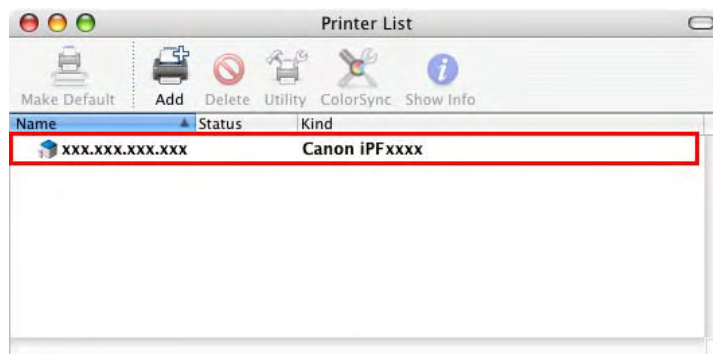 Printer List
Make Default Add Delete Utility ColorSync Show Info
Name Status Kind
xxx.xxx.xxx.xxx Canon iPFxxxx